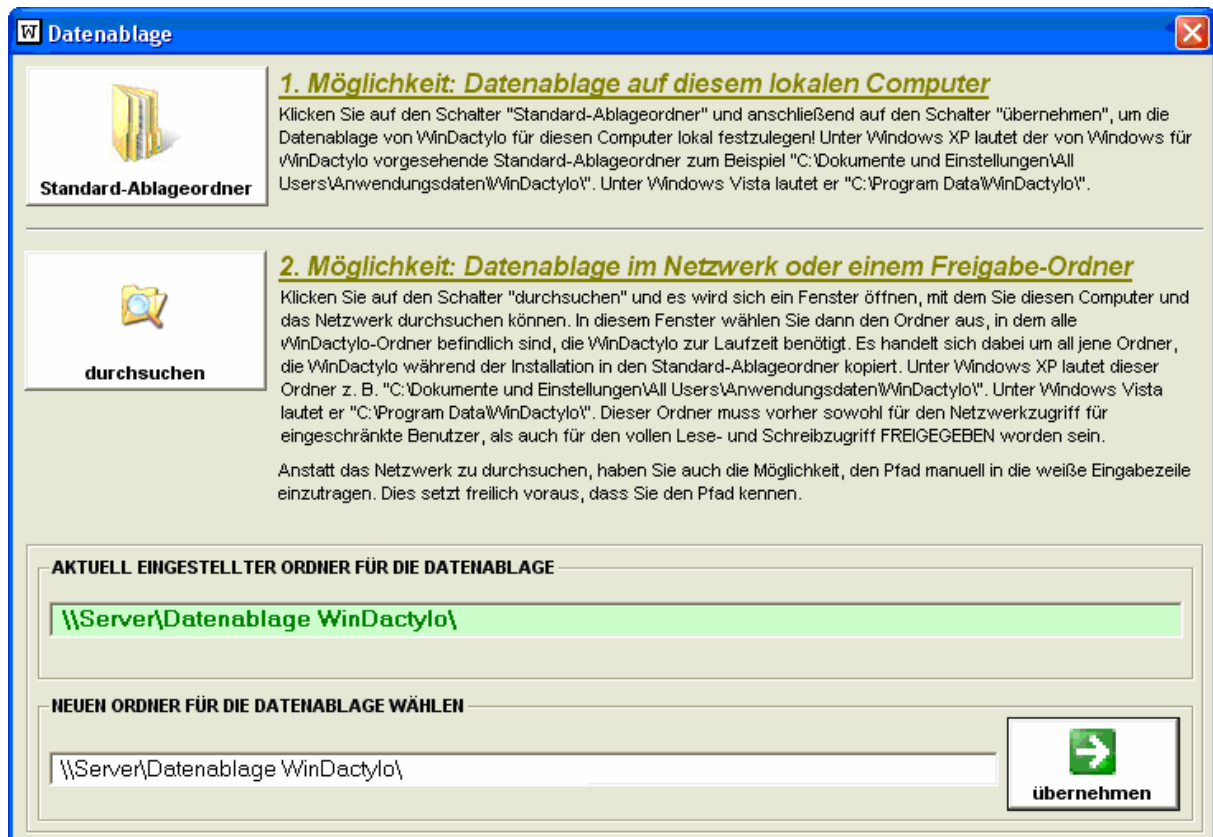 Datenablage
1. Möglichkeit: Datenablage auf diesem lokalen Computer
Klicken Sie auf den Schalter "Standard-Ablageordner" und anschließend auf den Schalter "übernehmen", um die
Datenablage von WinDactylo für diesen Computer lokal festzulegen! Unter Windows XP lautet der von Windows für
WinDactylo vorgesehende Standard-Ablageordner zum Beispiel "C:\Dokumente und Einstellungen\All
Users\Anwendungsdaten\WinDactylo\". Unter Windows Vista lautet er "C:\Program Data\WinDactylo\".
Standard-Ablageordner
2. Möglichkeit: Datenablage im Netzwerk oder einem Freigabe-Ordner
Klicken Sie auf den Schalter "durchsuchen" und es wird sich ein Fenster öffnen, mit dem Sie diesen Computer und
das Netzwerk durchsuchen können. In diesem Fenster wählen Sie dann den Ordner aus, in dem alle
WinDactylo-Ordner befindlich sind, die WinDactylo zur Laufzeit benötigt. Es handelt sich dabei um all jene Ordner,
die WinDactylo während der Installation in den Standard-Ablageordner kopiert. Unter Windows XP lautet dieser
Ordner z. B. "C:\Dokumente und Einstellungen\All Users\Anwendungsdaten\WinDactylo\". Unter Windows Vista
lautet er "C:\Program Data\WinDactylo\". Dieser Ordner muss vorher sowohl für den Netzwerkzugriff für
eingeschränkte Benutzer, als auch für den vollen Lese- und Schreibzugriff FREIGEGEBEN worden sein.
durchsuchen
Anstatt das Netzwerk zu durchsuchen, haben Sie auch die Möglichkeit, den Pfad manuell in die weiße Eingabezeile
einzutragen. Dies setzt freilich voraus, dass Sie den Pfad kennen.
AKTUELL EINGESTELLTER ORDNER FÜR DIE DATENABLAGE
\\Server\Datenablage WinDactylo\
NEUEN ORDNER FÜR DIE DATENABLAGE WÄHLEN
\\Server\Datenablage WinDactylo\
übernehmen